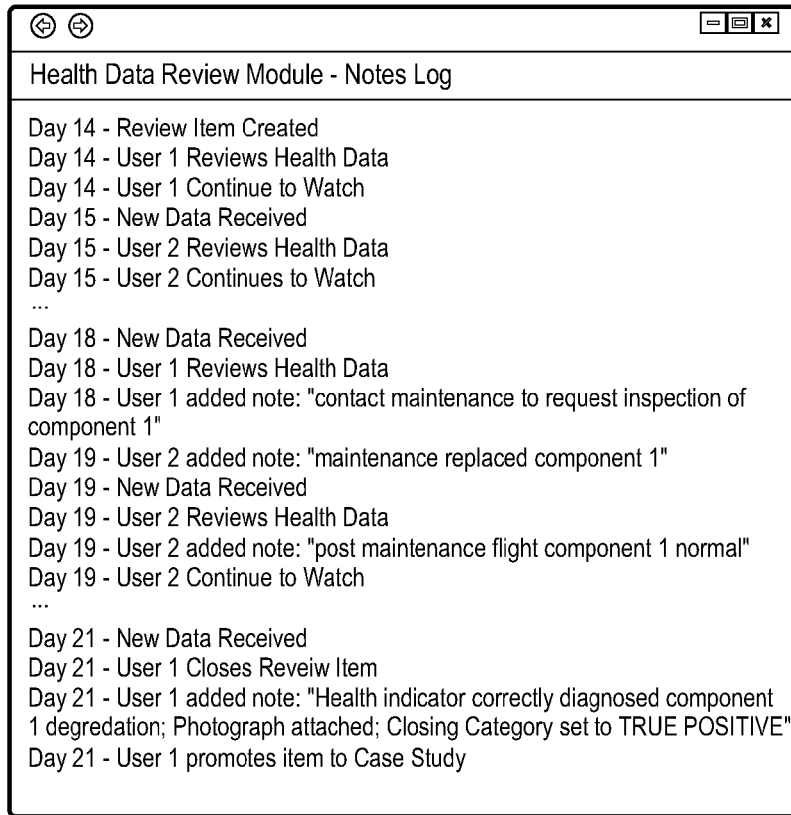 Health Data Review Module - Notes Log
Day 14 - Review Item Created
Day 14 - User 1 Reviews Health Data
Day 14 - User 1 Continue to Watch
Day 15 - New Data Received
Day 15 - User 2 Reviews Health Data
Day 15 - User 2 Continues to Watch
...
Day 18 - New Data Received
Day 18 - User 1 Reviews Health Data
Day 18 - User 1 added note: "contact maintenance to request inspection of
component 1"
Day 19 - User 2 added note: "maintenance replaced component 1"
Day 19 - New Data Received
Day 19 - User 2 Reviews Health Data
Day 19 - User 2 added note: "post maintenance flight component 1 normal"
Day 19 - User 2 Continue to Watch
...
Day 21 - New Data Received
Day 21 - User 1 Closes Reveiw Item
Day 21 - User 1 added note: "Health indicator correctly diagnosed component
1 degredation; Photograph attached; Closing Category set to TRUE POSITIVE"
Day 21 - User 1 promotes item to Case Study